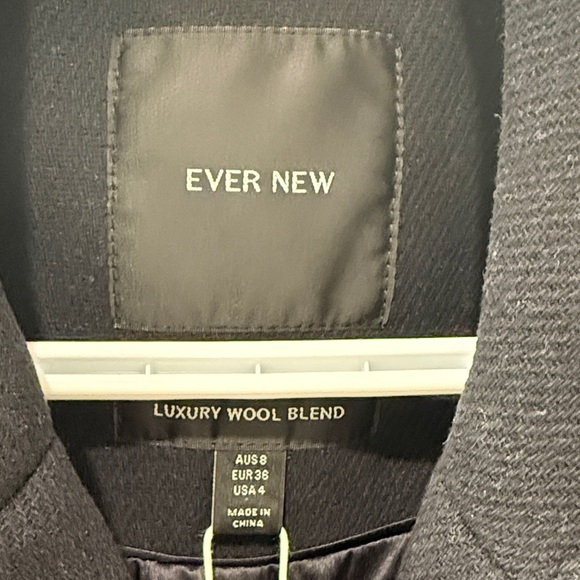 EVER NEW
LUXURY WOOL BLEND
AUS 8
EUR 36
USA 4
MADE IN
CHINA